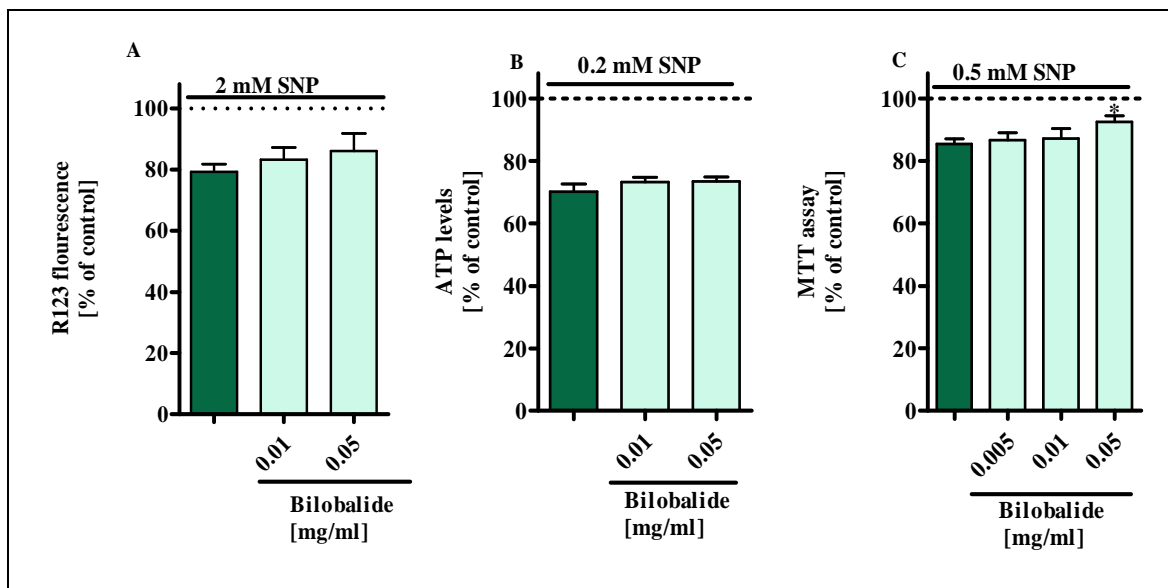 A
2 mM SNP
100
80
60
40
20
0
R123 flourescence
[% of control]
0.01
0.05
Bilobalide
[mg/ml]
B
0.2 mM SNP
100
80
60
40
20
0
ATP levels
[% of control]
0.01
0.05
Bilobalide
[mg/ml]
C
0.5 mM SNP
100
80
60
40
20
0
MTT assay
[% of control]
*
0.005
0.01
0.05
Bilobalide
[mg/ml]